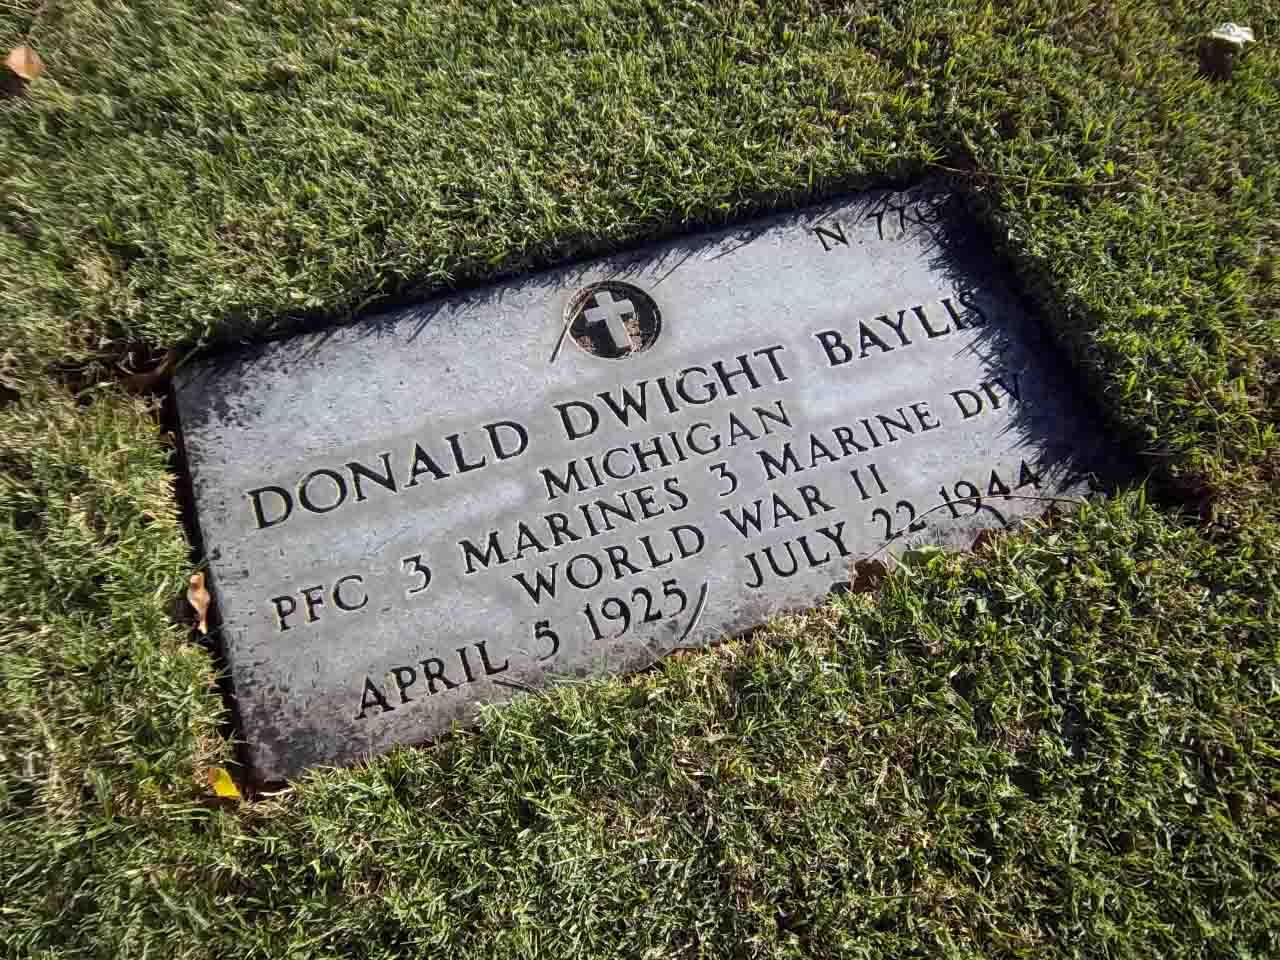 N 770
DONALD DWIGHT BAYLIS
MICHIGAN
PFC 3 MARINES 3 MARINE DIV
WORLD WAR II
APRIL 5 1925 JULY 22 1944